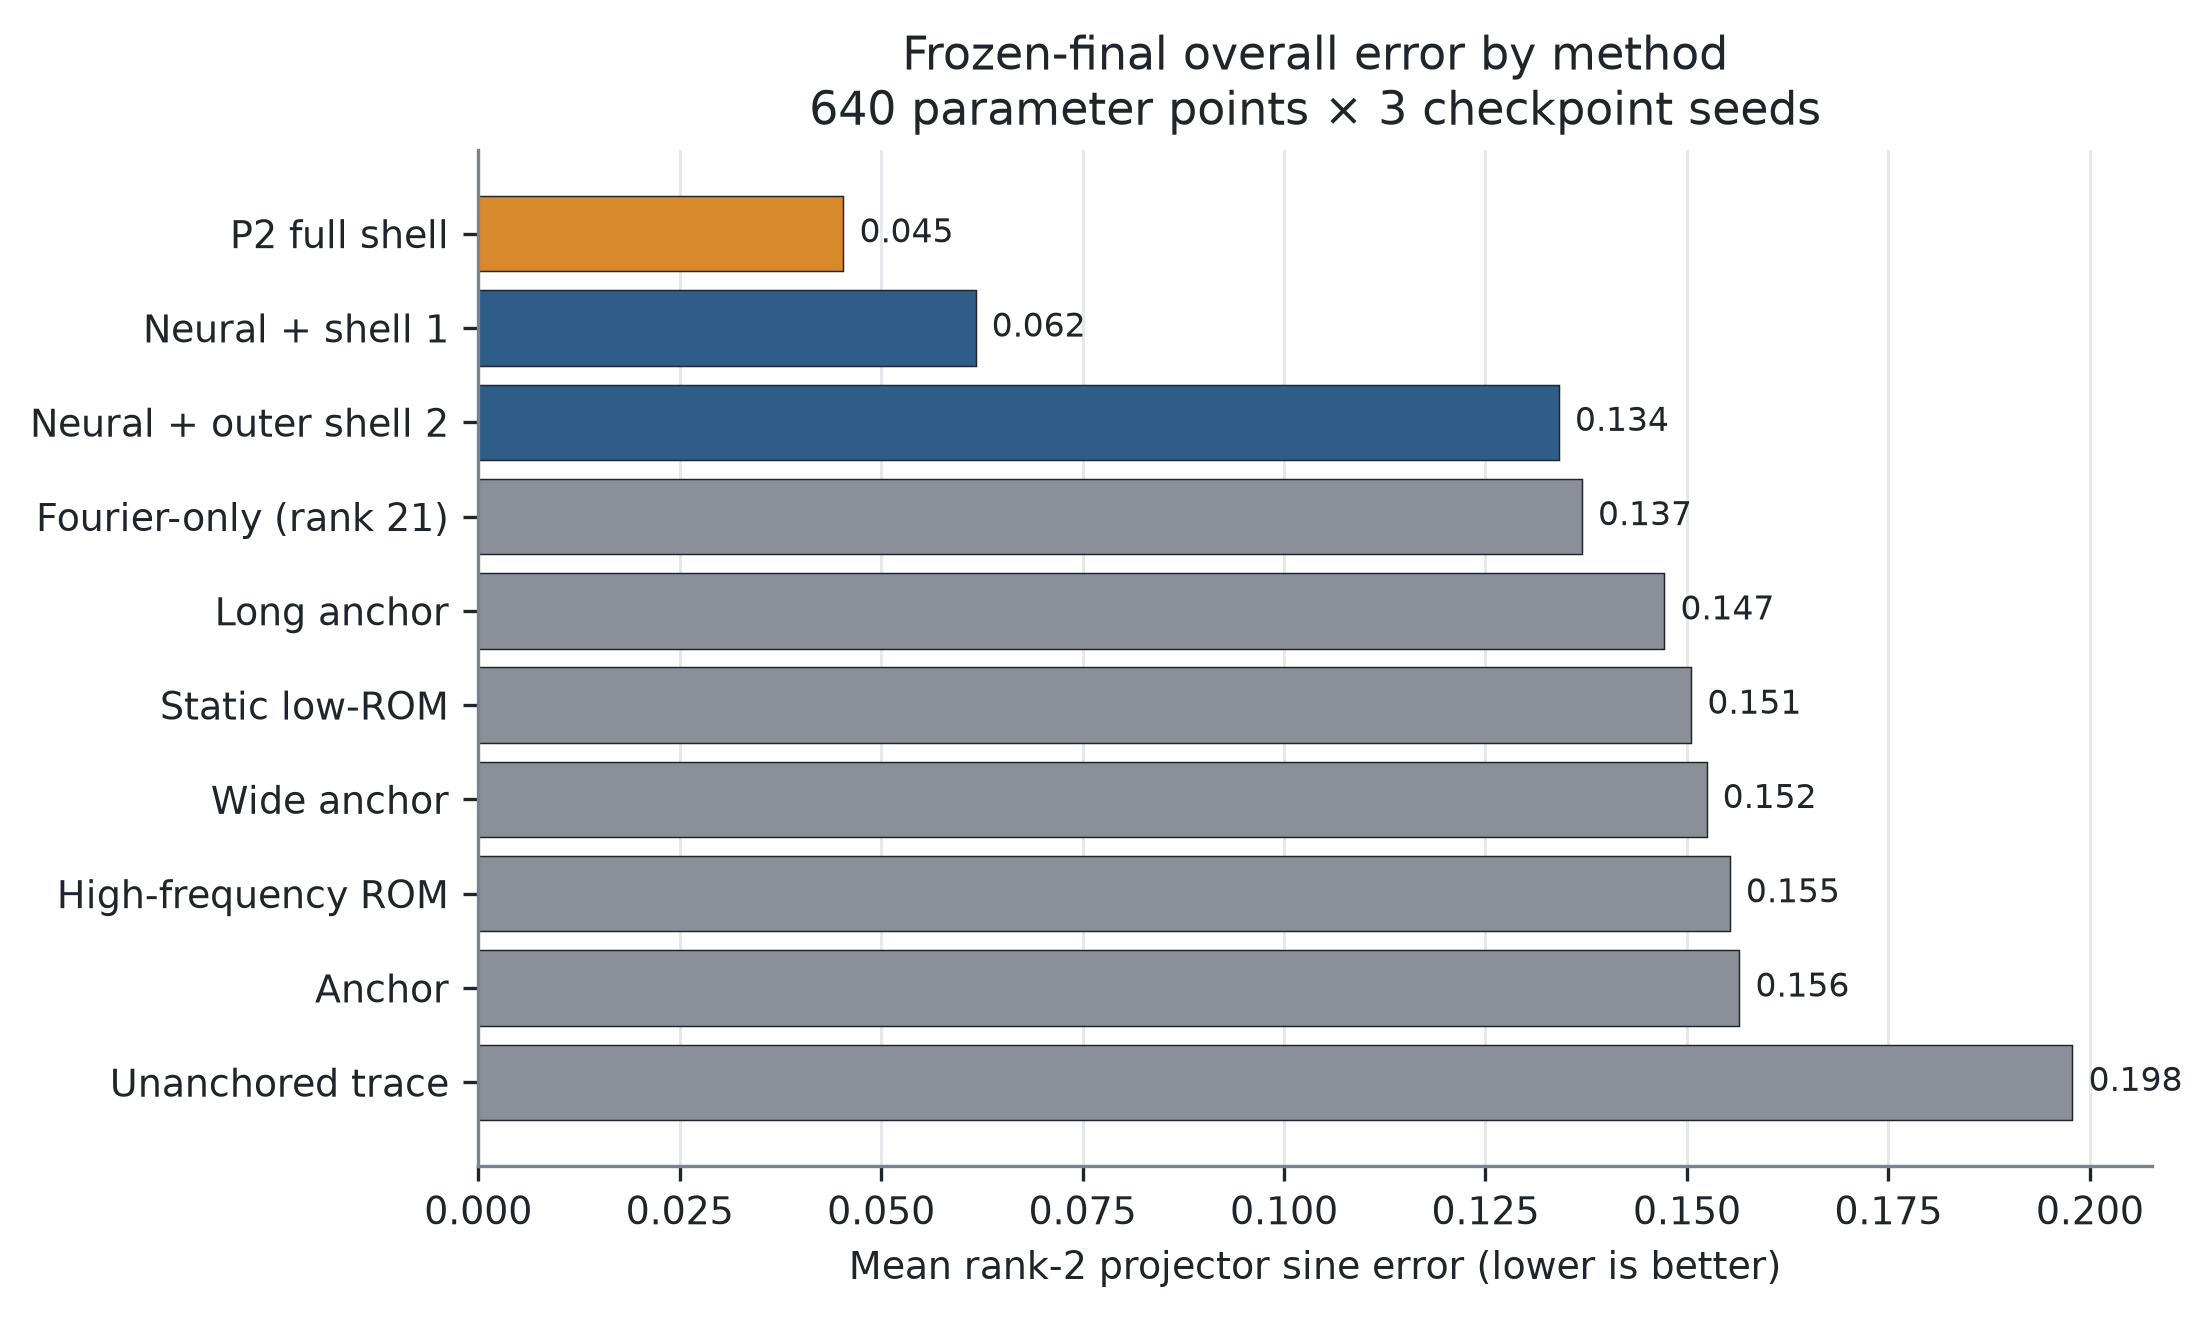 Frozen-final overall error by method
640 parameter points × 3 checkpoint seeds
P2 full shell 0.045
Neural + shell 1 0.062
Neural + outer shell 2 0.134
Fourier-only (rank 21) 0.137
Long anchor 0.147
Static low-ROM 0.151
Wide anchor 0.152
High-frequency ROM 0.155
Anchor 0.156
Unanchored trace 0.198
0.000 0.025 0.050 0.075 0.100 0.125 0.150 0.175 0.200
Mean rank-2 projector sine error (lower is better)